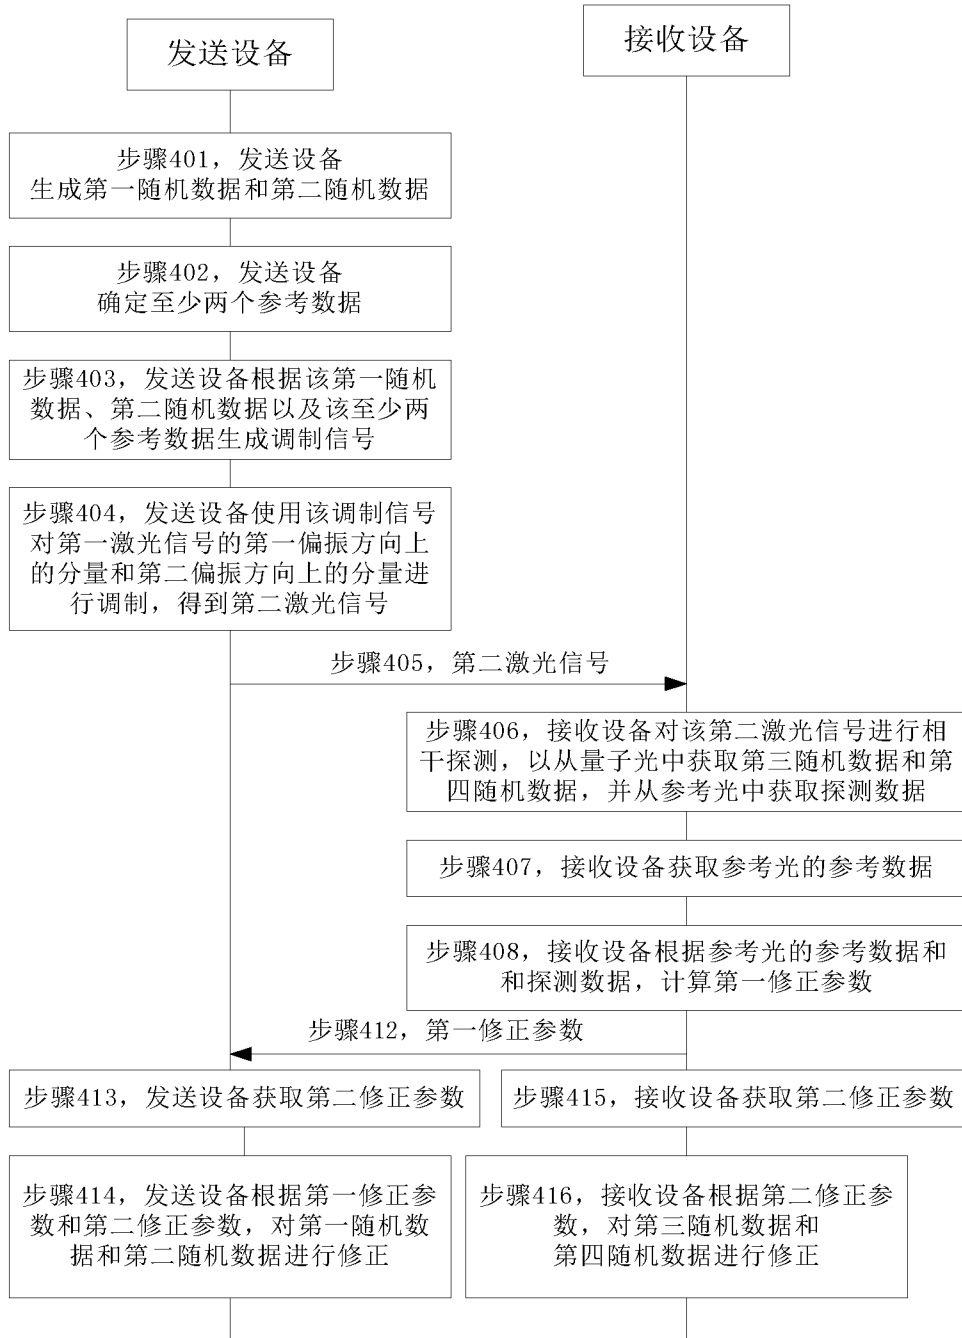 发送设备
接收设备
步骤401，发送设备
生成第一随机数据和第二随机数据
步骤402，发送设备
确定至少两个参考数据
步骤403，发送设备根据该第一随机
数据、第二随机数据以及该至少两
个参考数据生成调制信号
步骤404，发送设备使用该调制信号
对第一激光信号的第一偏振方向上
的分量和第二偏振方向上的分量进
行调制，得到第二激光信号
步骤405，第二激光信号
步骤406，接收设备对该第二激光信号进行相
干探测，以从量子光中获取第三随机数据和第
四随机数据，并从参考光中获取探测数据
步骤407，接收设备获取参考光的参考数据
步骤408，接收设备根据参考光的参考数据和
和探测数据，计算第一修正参数
步骤412，第一修正参数
步骤413，发送设备获取第二修正参数
步骤415，接收设备获取第二修正参数
步骤414，发送设备根据第一修正参
数和第二修正参数，对第一随机数
据和第二随机数据进行修正
步骤416，接收设备根据第二修正参
数，对第三随机数据和
第四随机数据进行修正